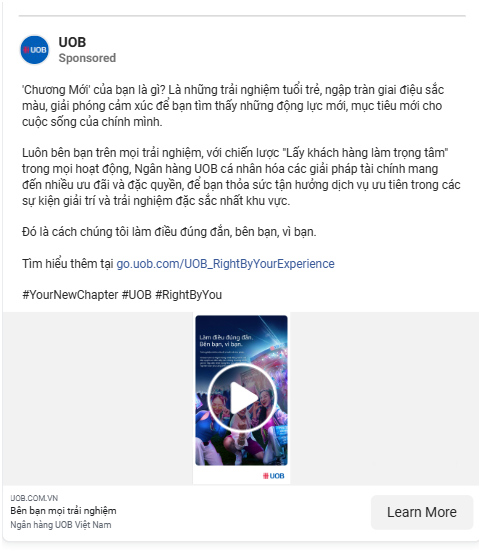 UOB
UOB
Sponsored
'Chương Mới' của bạn là gì? Là những trải nghiệm tuổi trẻ, ngập tràn giai điệu sắc
màu, giải phóng cảm xúc để bạn tìm thấy những động lực mới, mục tiêu mới cho
cuộc sống của chính mình.
Luôn bên bạn trên mọi trải nghiệm, với chiến lược "Lấy khách hàng làm trọng tâm"
trong mọi hoạt động, Ngân hàng UOB cá nhân hóa các giải pháp tài chính mang
đến nhiều ưu đãi và đặc quyền, để bạn thỏa sức tận hưởng dịch vụ ưu tiên trong các
sự kiện giải trí và trải nghiệm đặc sắc nhất khu vực.
Đó là cách chúng tôi làm điều đúng đắn, bên bạn, vì bạn.
Tìm hiểu thêm tại go.uob.com/UOB_RightByYourExperience
#YourNewChapter #UOB #RightByYou
Làm điều đúng đắn.
Bên bạn, vì bạn.
UOB
UOB.COM.VN
Bên bạn mọi trải nghiệm
Ngân hàng UOB Việt Nam
Learn More